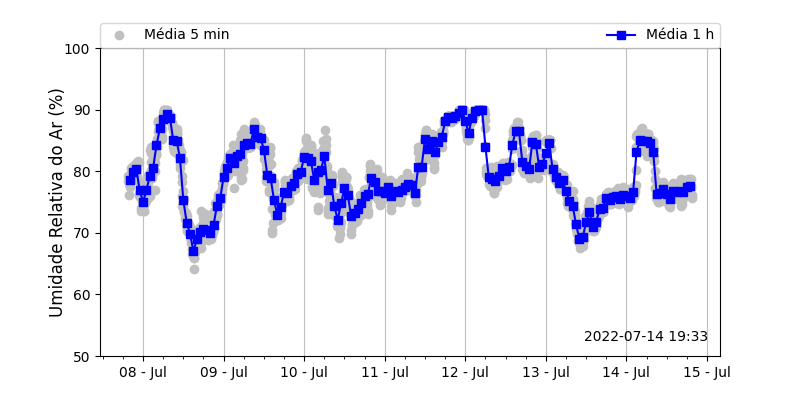 Média 5 min
Média 1 h
Umidade Relativa do Ar (%)
100
90
80
70
60
50
2022-07-14 19:33
08 - Jul
09 - Jul
10 - Jul
11 - Jul
12 - Jul
13 - Jul
14 - Jul
15 - Jul